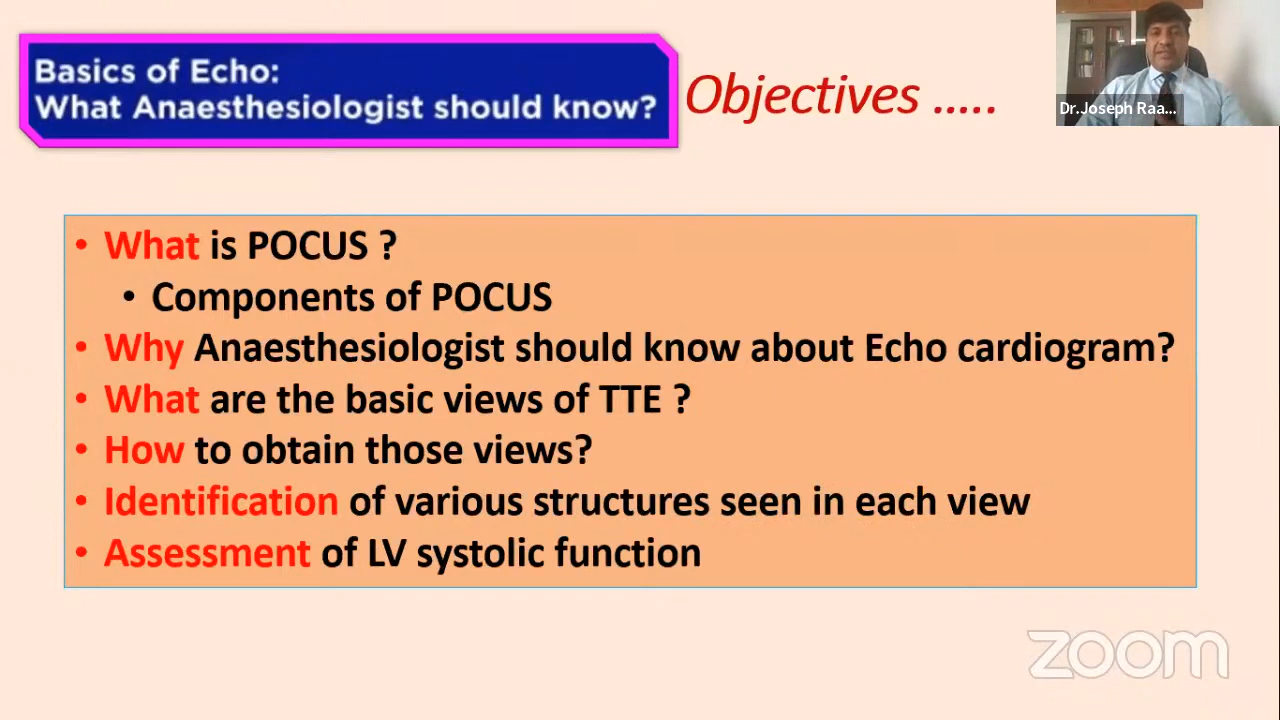 Basics of Echo:
What Anaesthesiologist should know?
Objectives .....
Dr.Joseph Raa...
• What is POCUS ?
• Components of POCUS
• Why Anaesthesiologist should know about Echo cardiogram?
• What are the basic views of TTE ?
• How to obtain those views?
• Identification of various structures seen in each view
• Assessment of LV systolic function
zoom